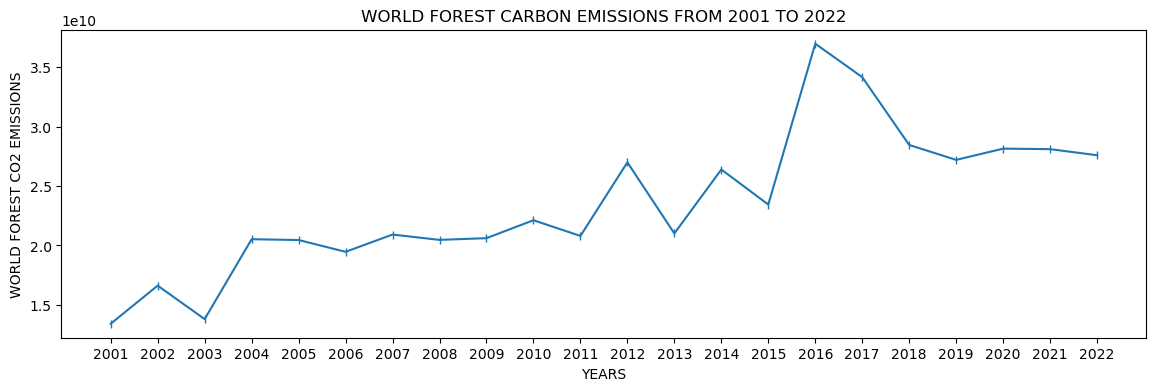 WORLD FOREST CARBON EMISSIONS FROM 2001 TO 2022
1e10
WORLD FOREST CO2 EMISSIONS
3.5
3.0
2.5
2.0
1.5
2001 2002 2003 2004 2005 2006 2007 2008 2009 2010 2011 2012 2013 2014 2015 2016 2017 2018 2019 2020 2021 2022
YEARS